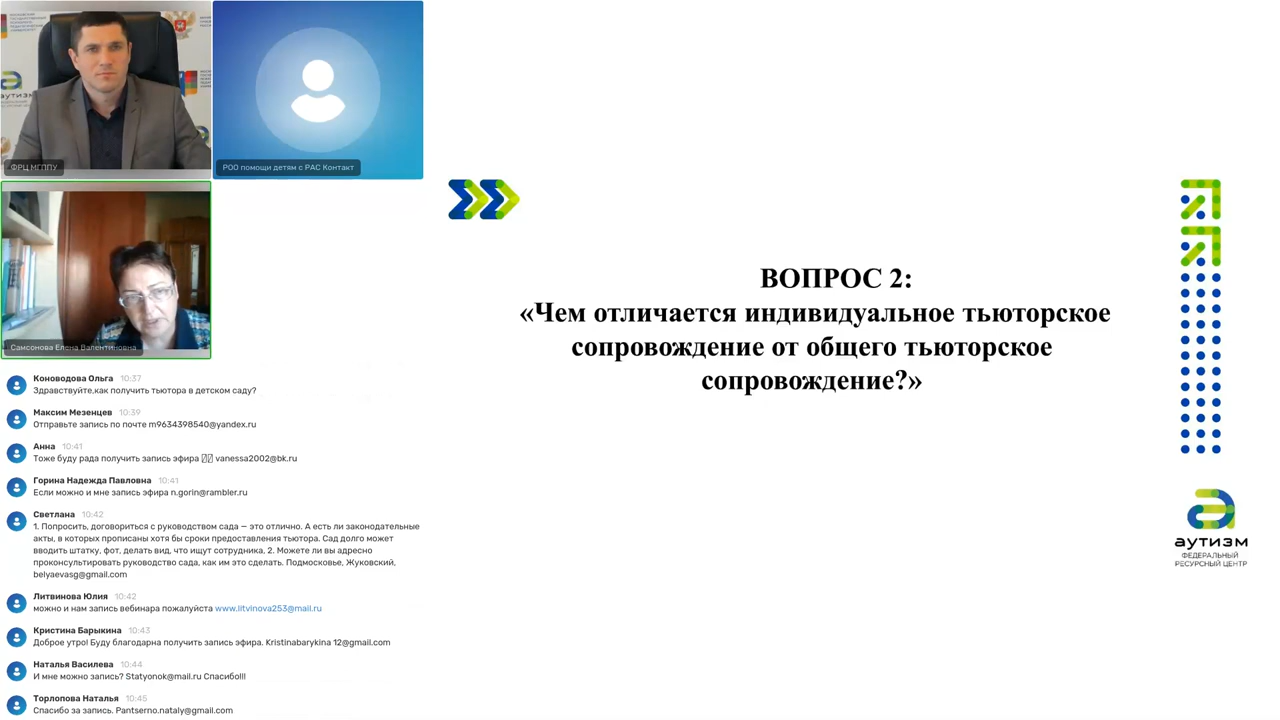 ФРЦ МГППУ
РОО помощи детям с РАС Контакт
аутизм
Самсонова Елена Валентиновна
Коноводова Ольга 10:37
Здравствуйте,как получить тьютора в детском саду?
Максим Мезенцев 10:39
Отправьте запись по почте m9634398540@yandex.ru
Анна 10:41
Тоже буду рада получить запись эфира vanessa2002@bk.ru
Горина Надежда Павловна 10:41
Если можно и мне запись эфира n.gorin@rambler.ru
Светлана 10:42
1. Попросить, договориться с руководством сада — это отлично. А есть ли законодательные
акты, в которых прописаны хотя бы сроки предоставления тьютора. Сад долго может
вводить штатку, фот, делать вид, что ищут сотрудника, 2. Можете ли вы адресно
проконсультировать руководство сада, как им это сделать. Подмосковье, Жуковский,
belyaevasg@gmail.com
Литвинова Юлия 10:42
можно и нам запись вебинара пожалуйста www.litvinova253@mail.ru
Кристина Барыкина 10:43
Доброе утро! Буду благодарна получить запись эфира. Kristinabarykina 12@gmail.com
Наталья Василева 10:44
И мне можно запись? Statyonok@mail.ru Спасибо!!!
Торлопова Наталья 10:45
Спасибо за запись. Pantserno.nataly@gmail.com
ВОПРОС 2:
«Чем отличается индивидуальное тьюторское
сопровождение от общего тьюторское
сопровождение?»
аутизм
ФЕДЕРАЛЬНЫЙ
РЕСУРСНЫЙ ЦЕНТР